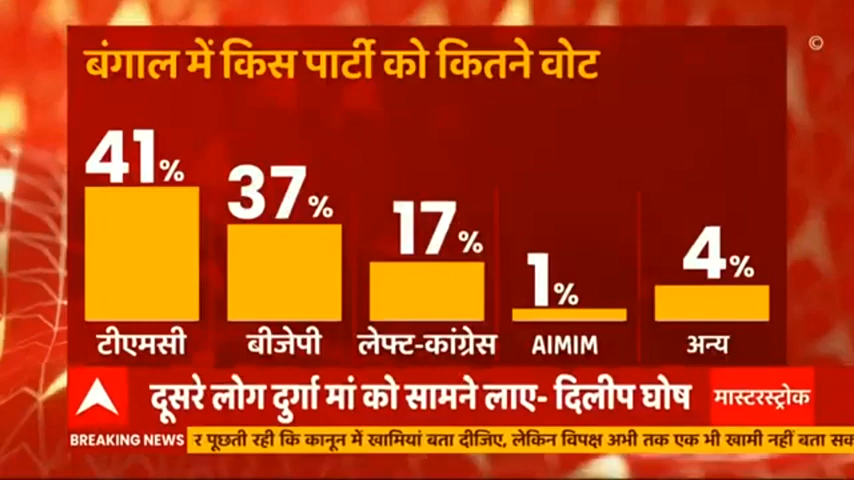 ©
बंगाल में किस पार्टी को कितने वोट
41% 37% 17% 1% 4%
टीएमसी बीजेपी लेफ्ट-कांग्रेस AIMIM अन्य
दूसरे लोग दुर्गा मां को सामने लाए- दिलीप घोष मास्टरस्ट्रोक
BREAKING NEWS र पूछती रही कि कानून में खामियां बता दीजिए, लेकिन विपक्ष अभी तक एक भी खामी नहीं बता सक